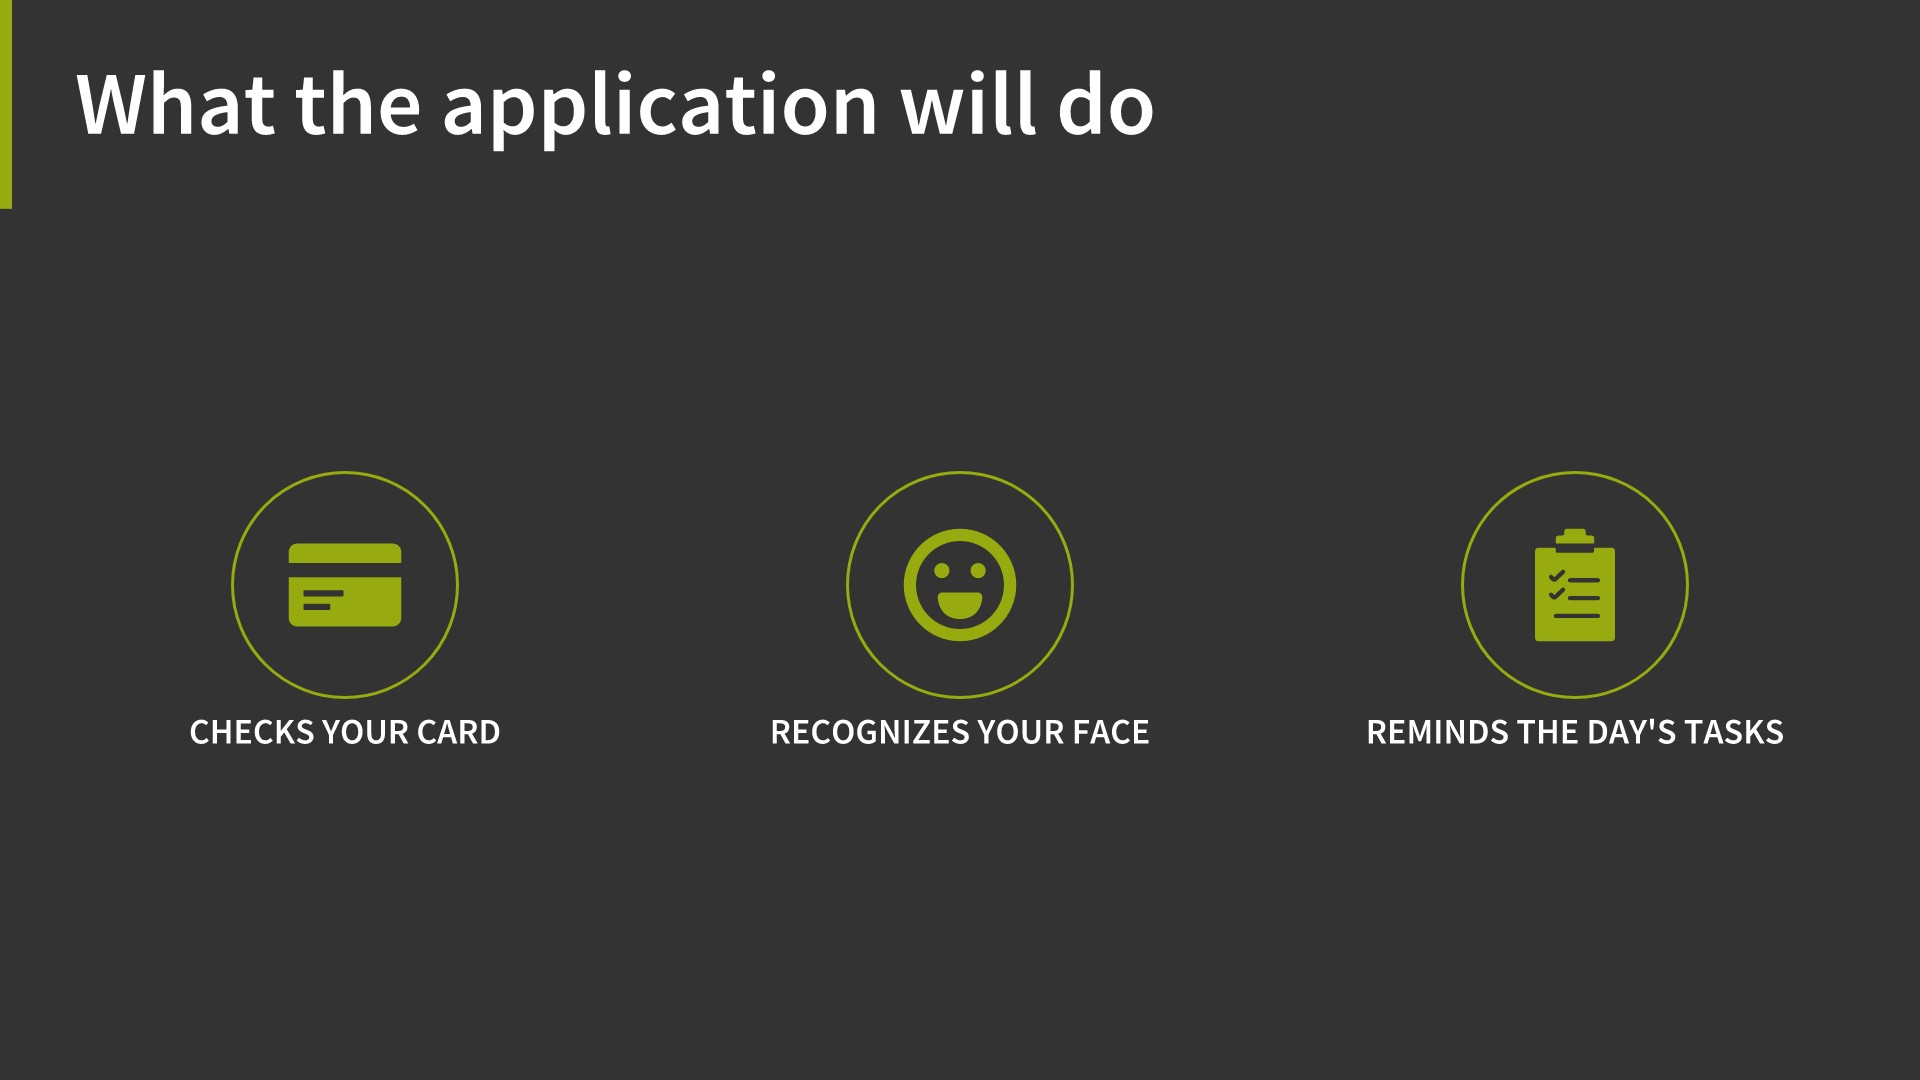 What the application will do
CHECKS YOUR CARD
RECOGNIZES YOUR FACE
REMINDS THE DAY'S TASKS